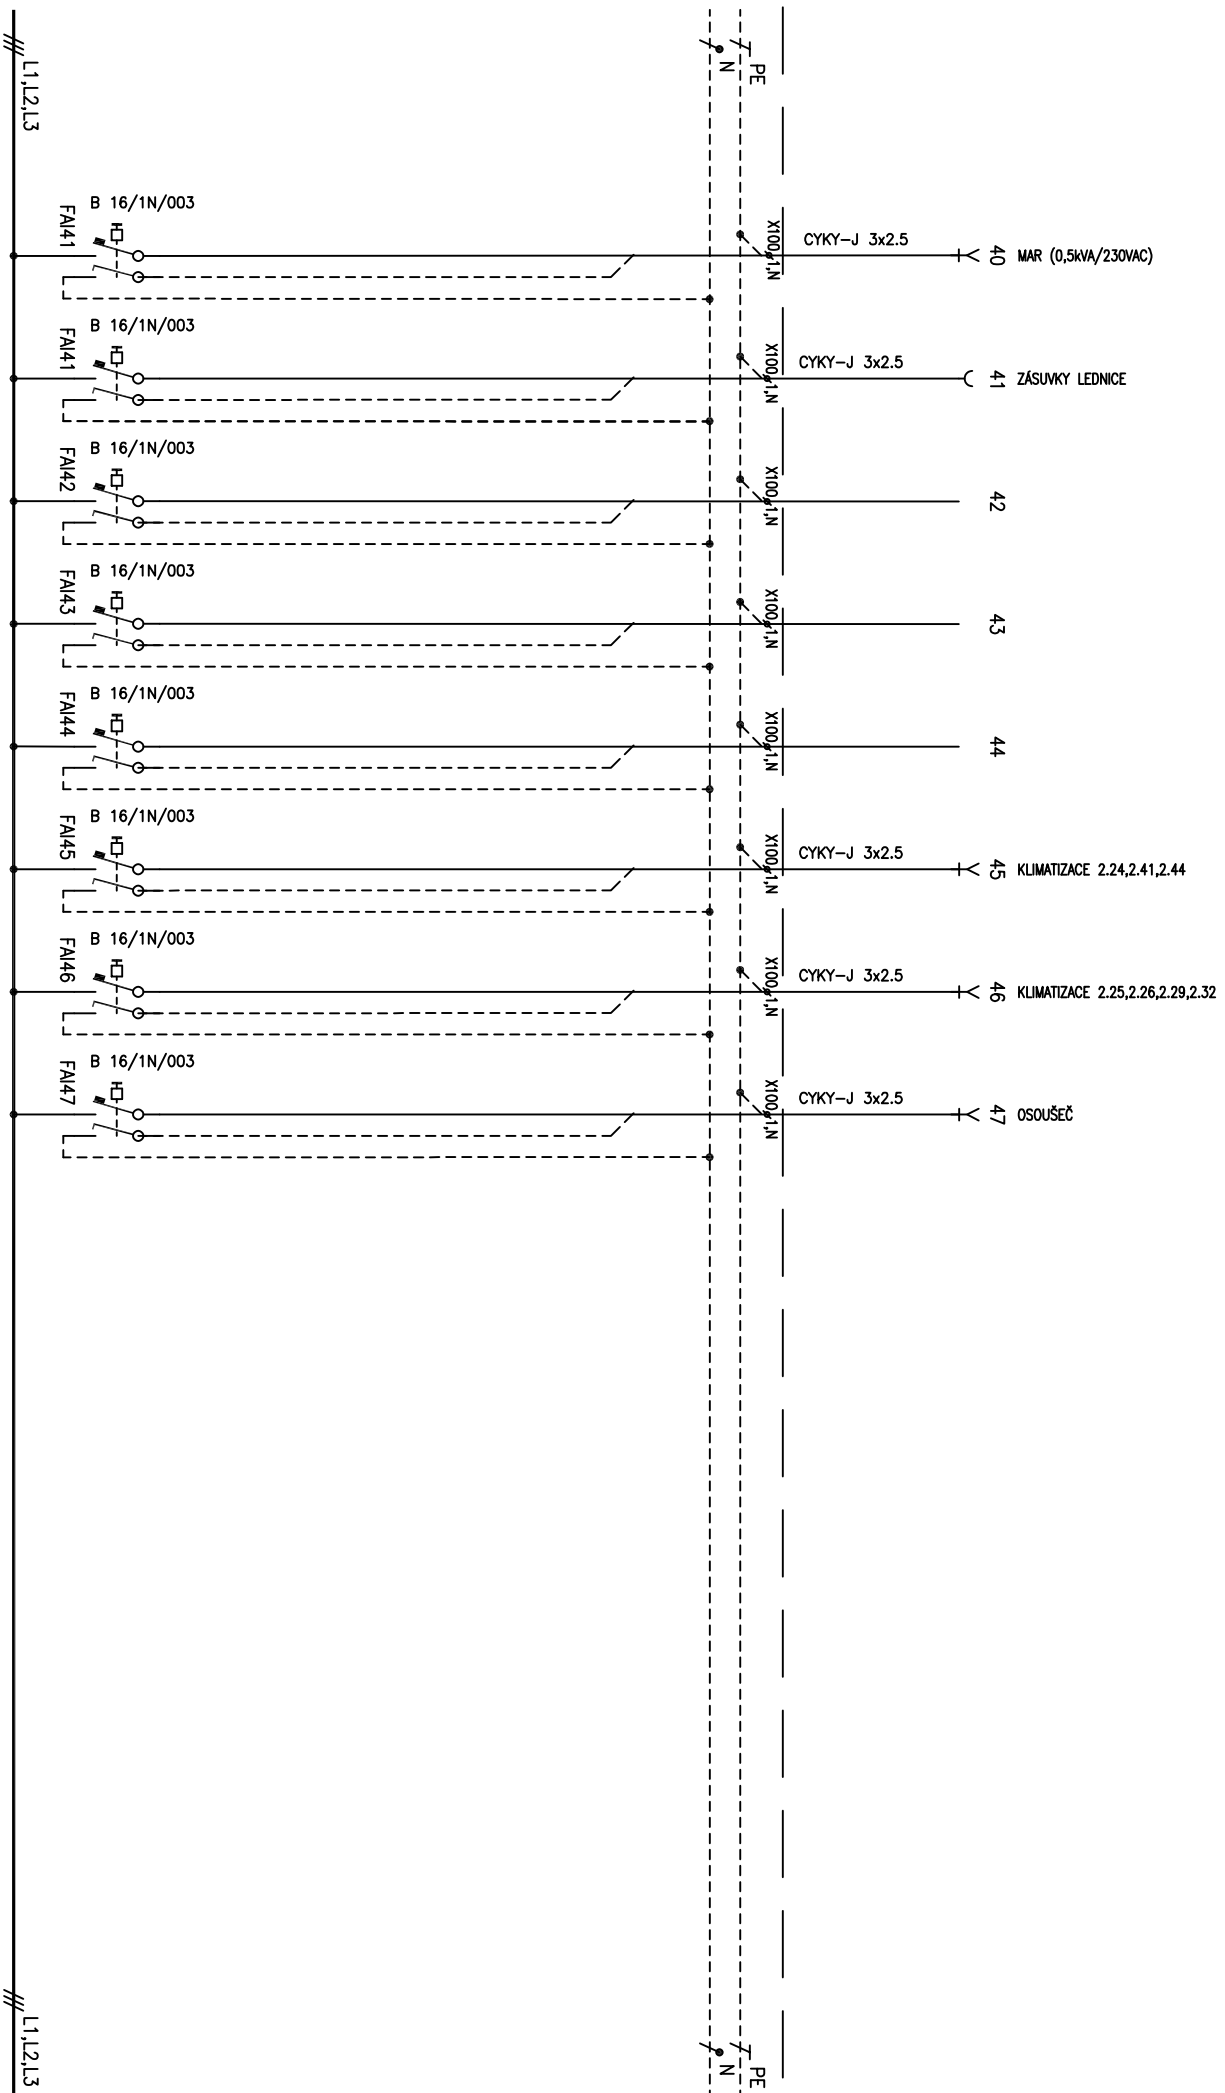 L1,L2,L3
N
PE
B 16/1N/003
FAI41
X100,1,N
CYKY-J 3x2.5
40
MAR (0,5kVA/230VAC)
B 16/1N/003
FAI41
X100,1,N
CYKY-J 3x2.5
41
ZÁSUVKY LEDNICE
B 16/1N/003
FAI42
X100,1,N
42
B 16/1N/003
FAI43
X100,1,N
43
B 16/1N/003
FAI44
X100,1,N
44
B 16/1N/003
FAI45
X100,1,N
CYKY-J 3x2.5
45
KLIMATIZACE 2.24,2.41,2.44
B 16/1N/003
FAI46
X100,1,N
CYKY-J 3x2.5
46
KLIMATIZACE 2.25,2.26,2.29,2.32
B 16/1N/003
FAI47
X100,1,N
CYKY-J 3x2.5
47
OSOUŠEČ
L1,L2,L3
N
PE